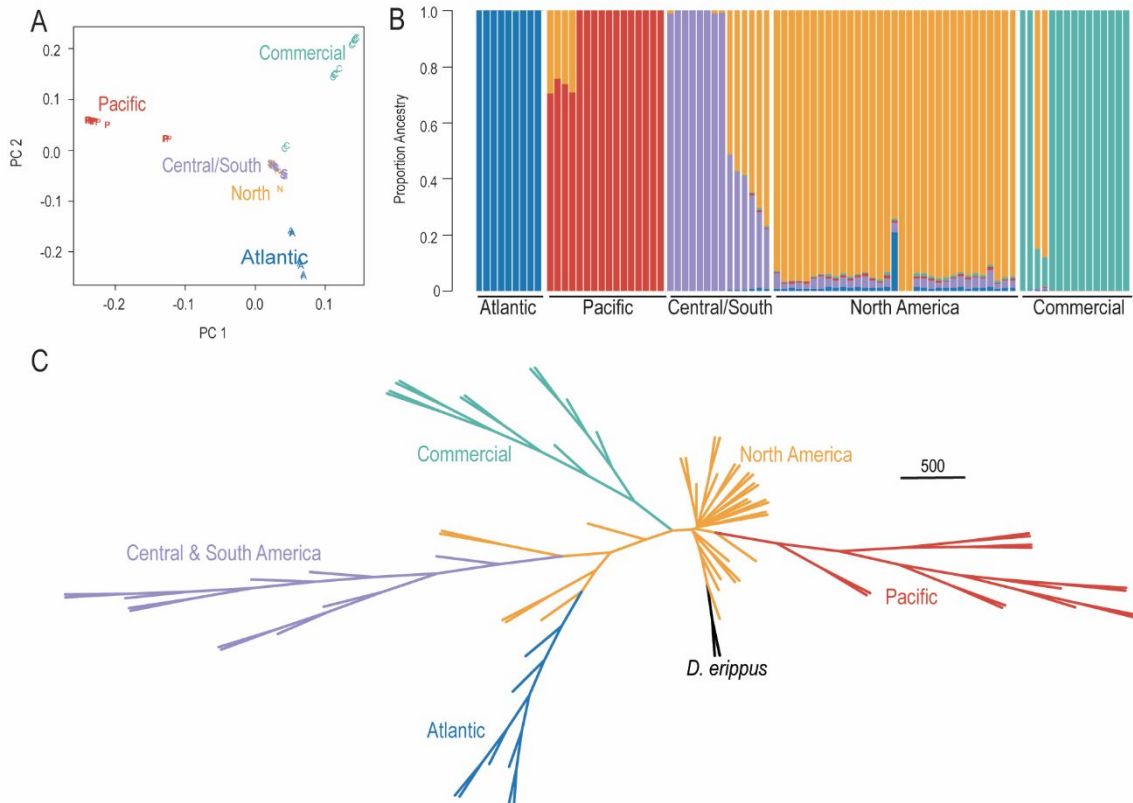 A
Commercial
Pacific
Central/South
North
Atlantic
PC 2
0.2
0.1
0.0
-0.1
-0.2
-0.2
-0.1
0.0
0.1
PC 1
B
Proportion Ancestry
1.0
0.8
0.6
0.4
0.2
0
Atlantic
Pacific
Central/South
North America
Commercial
C
Commercial
North America
500
Central & South America
Pacific
D. erippus
Atlantic